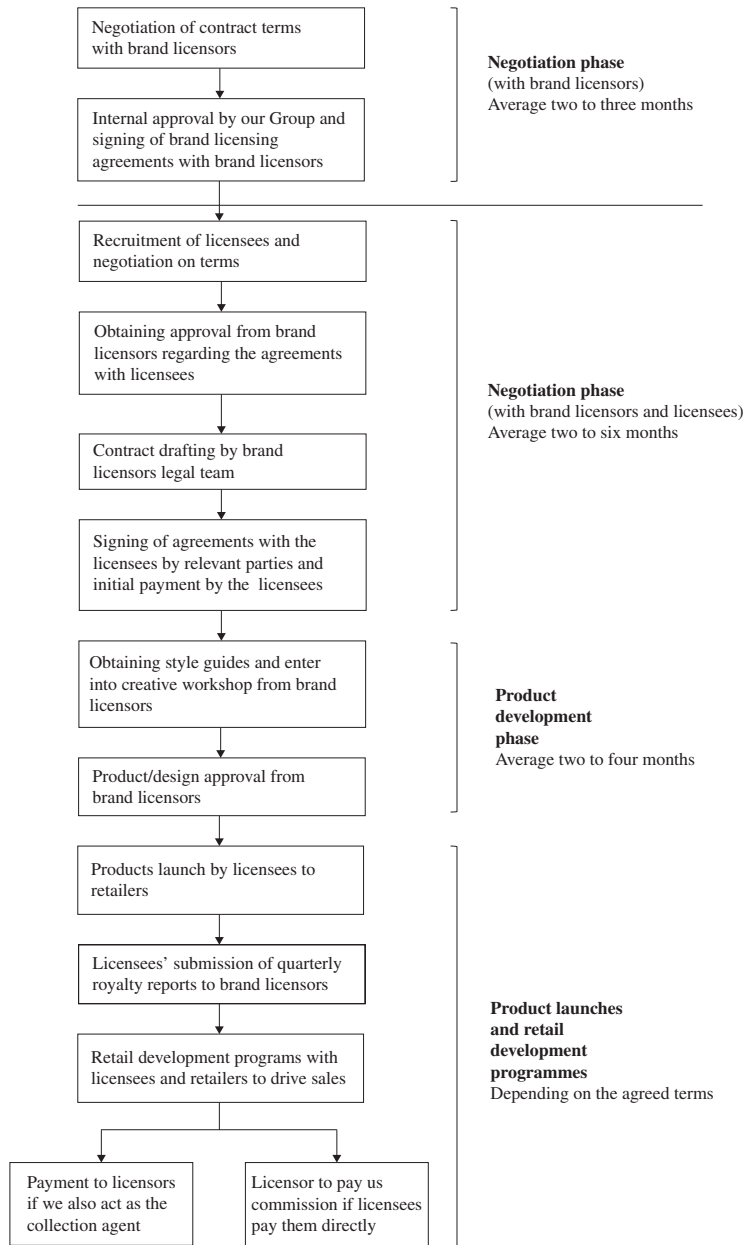 Negotiation of contract terms
with brand licensors
Negotiation phase
(with brand licensors)
Average two to three months
Internal approval by our Group and
signing of brand licensing
agreements with brand licensors
Recruitment of licensees and
negotiation on terms
Obtaining approval from brand
licensors regarding the agreements
with licensees
Negotiation phase
(with brand licensors and licensees)
Average two to six months
Contract drafting by brand
licensors legal team
Signing of agreements with the
licensees by relevant parties and
initial payment by the licensees
Obtaining style guides and enter
into creative workshop from brand
licensors
Product
development
phase
Average two to four months
Product/design approval from
brand licensors
Products launch by licensees to
retailers
Licensees’ submission of quarterly
royalty reports to brand licensors
Product launches
and retail
development
programmes
Depending on the agreed terms
Retail development programs with
licensees and retailers to drive sales
Payment to licensors
if we also act as the
collection agent
Licensor to pay us
commission if licensees
pay them directly